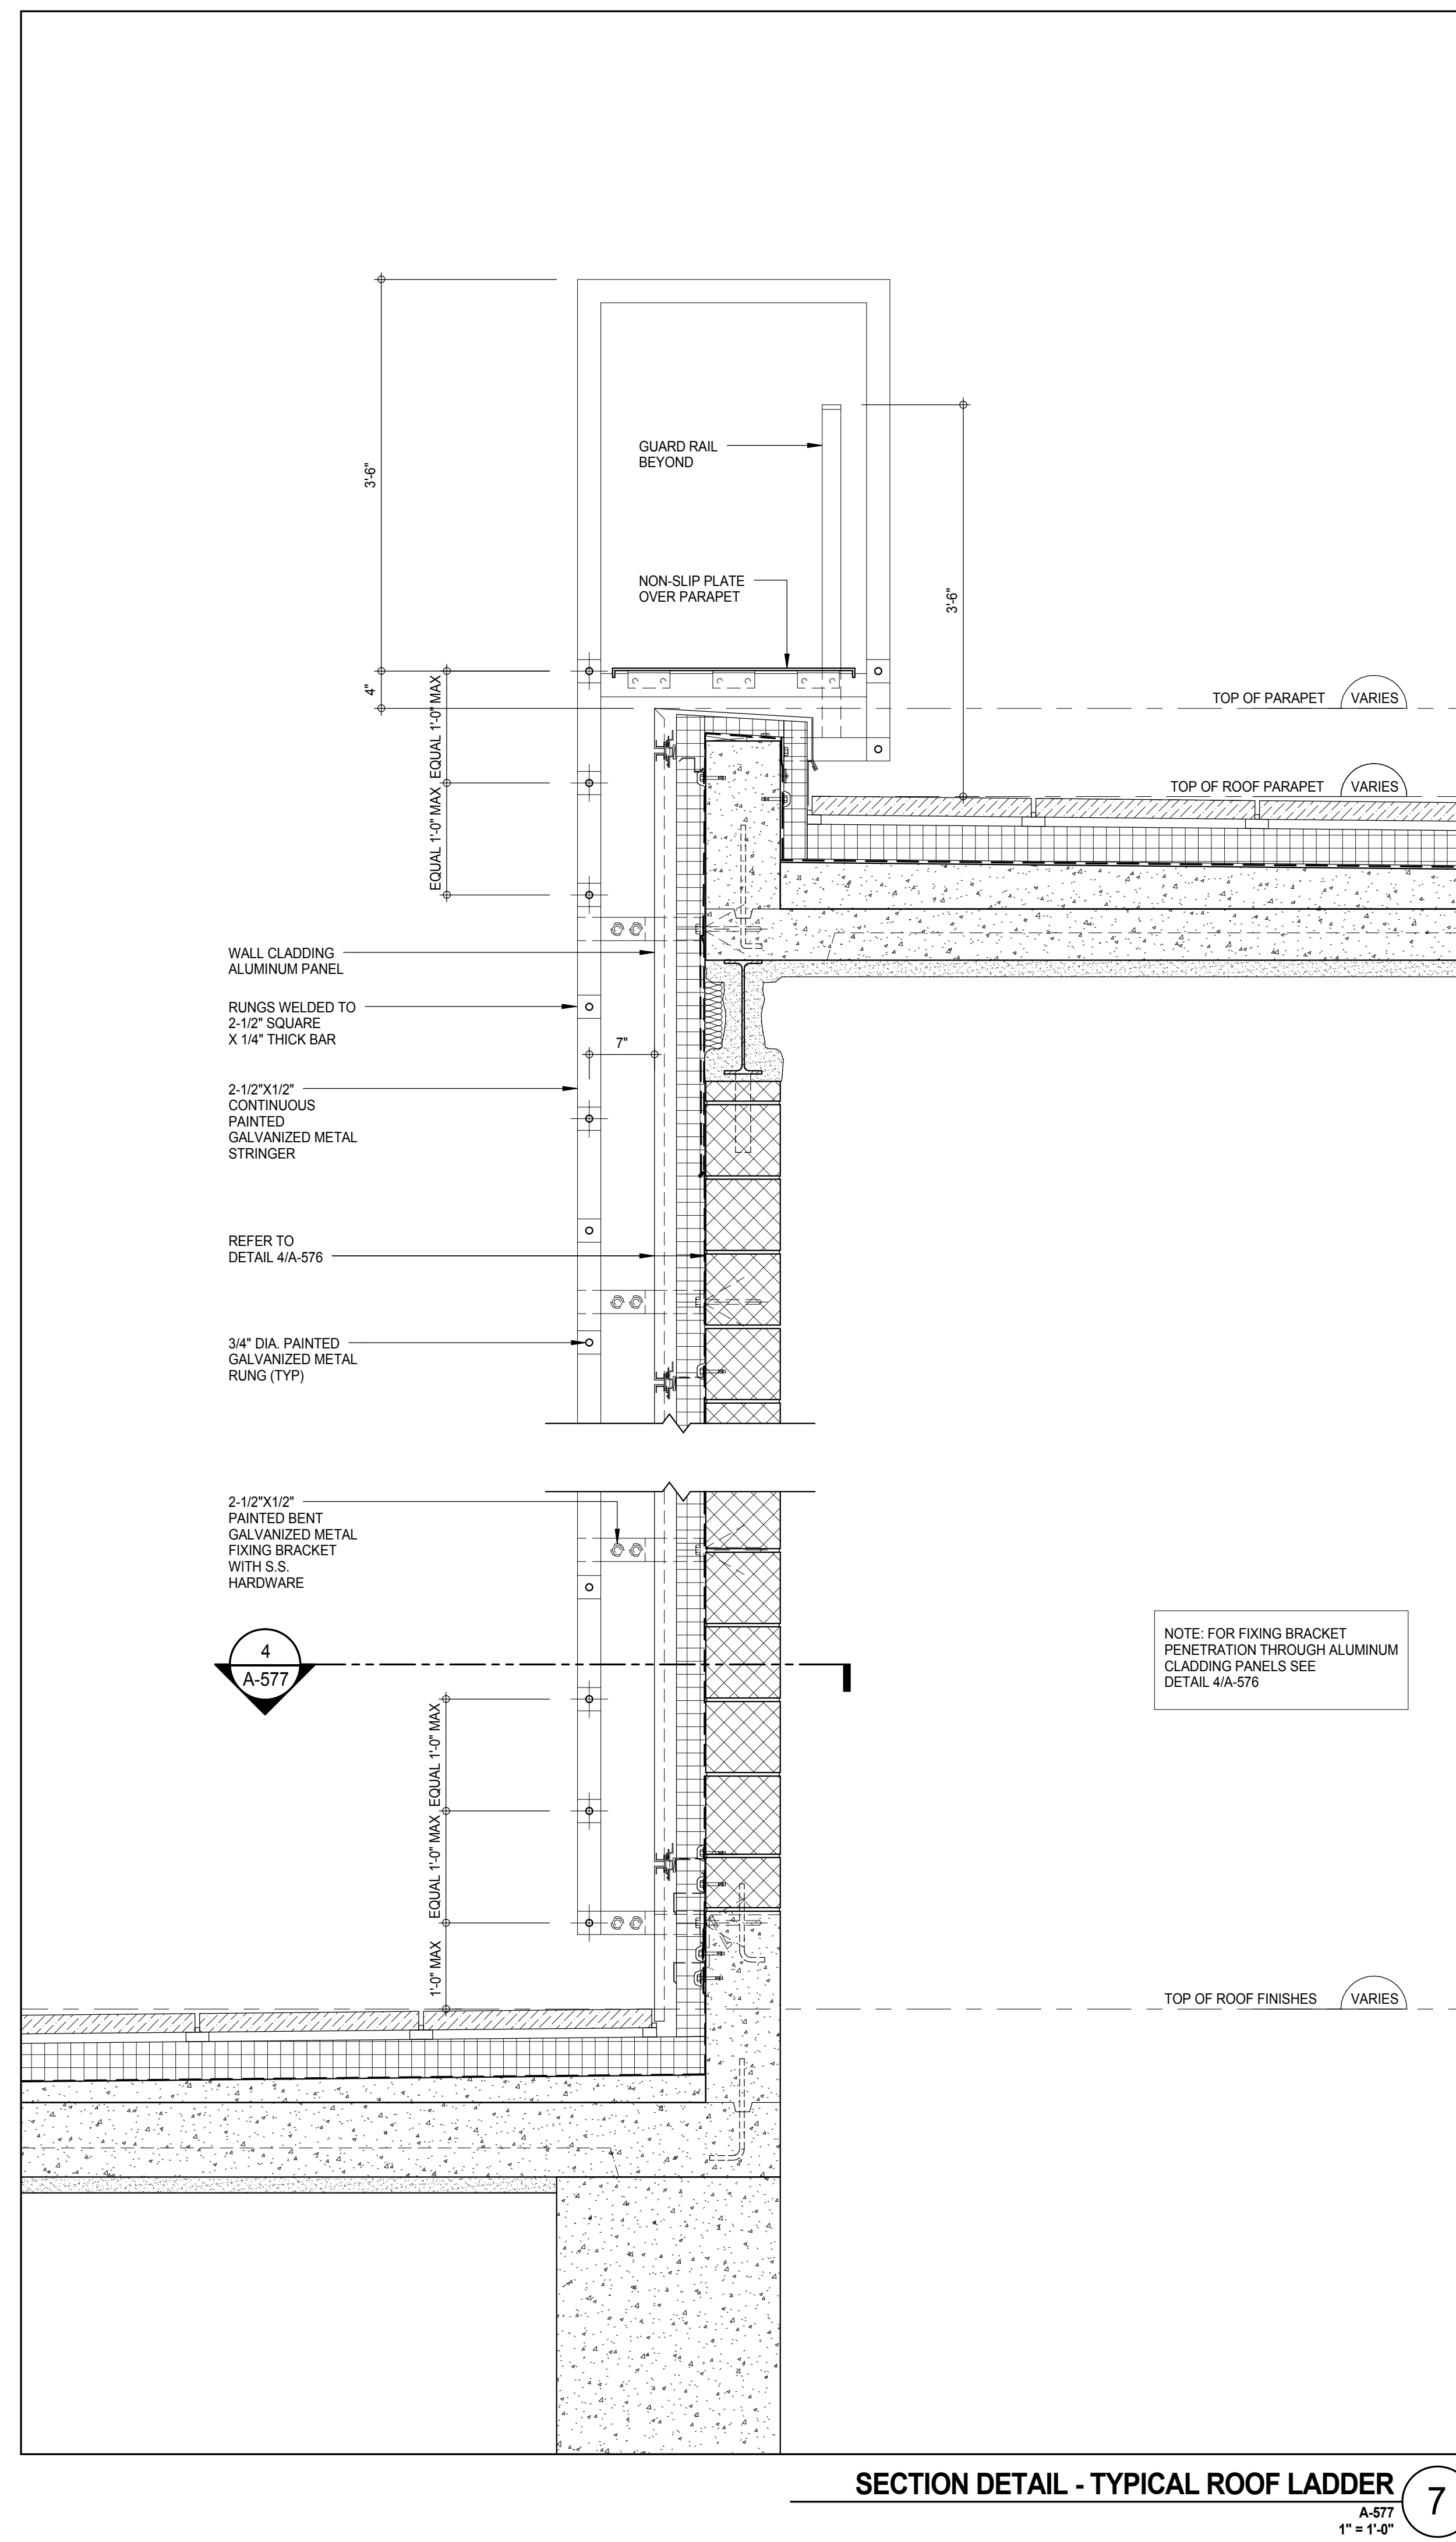 3'-6"
GUARD RAIL
BEYOND
NON-SLIP PLATE
OVER PARAPET
3'-6"
4"
EQUAL 1'-0" MAX
EQUAL 1'-0" MAX
TOP OF PARAPET
VARIES
TOP OF ROOF PARAPET
VARIES
WALL CLADDING
ALUMINUM PANEL
RUNGS WELDED TO
2-1/2" SQUARE
X 1/4" THICK BAR
7"
2-1/2"X1/2"
CONTINUOUS
PAINTED
GALVANIZED METAL
STRINGER
REFER TO
DETAIL 4/A-576
3/4" DIA. PAINTED
GALVANIZED METAL
RUNG (TYP)
2-1/2"X1/2"
PAINTED BENT
GALVANIZED METAL
FIXING BRACKET
WITH S.S.
HARDWARE
4
A-577
NOTE: FOR FIXING BRACKET
PENETRATION THROUGH ALUMINUM
CLADDING PANELS SEE
DETAIL 4/A-576
EQUAL 1'-0" MAX
EQUAL 1'-0" MAX
1'-0" MAX
TOP OF ROOF FINISHES
VARIES
SECTION DETAIL - TYPICAL ROOF LADDER
7
A-577
1" = 1'-0"